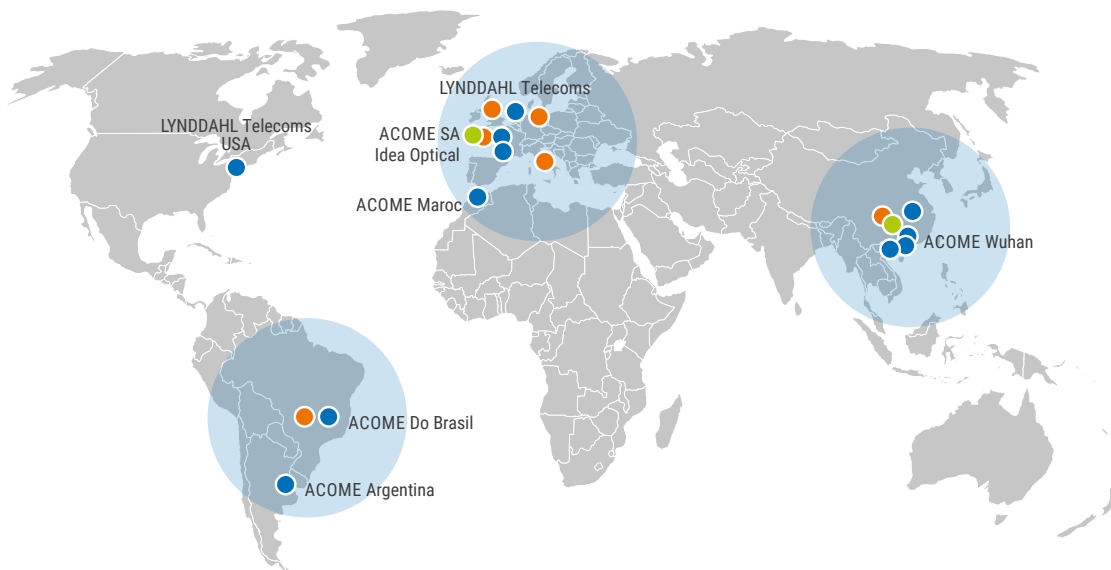 LYNDDAHL Telecoms
LYNDDAHL Telecoms
USA
ACOME SA
Idea Optical
ACOME Maroc
ACOME Wuhan
ACOME Do Brasil
ACOME Argentina